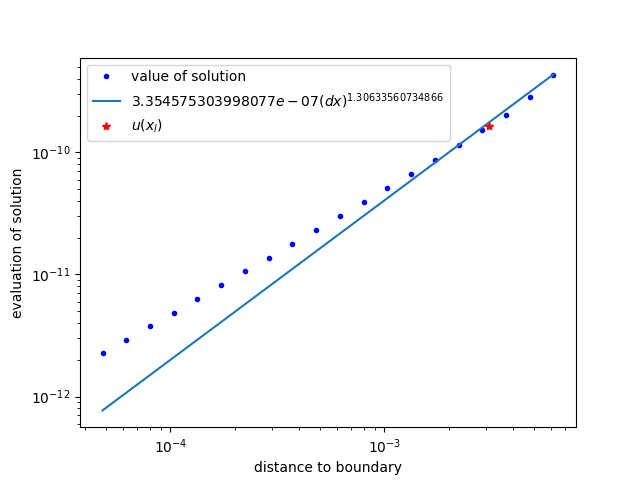 value of solution
3.354575303998077e − 07(dx)^1.30633560734866
u(x_l)
10^−10
10^−11
10^−12
evaluation of solution
10^−4
10^−3
distance to boundary